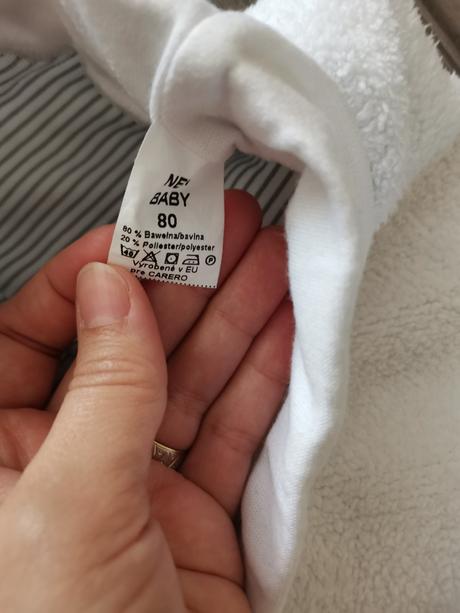 BABY
80
80 % Bawełna/bavlna
20 % Poliester/polyester
40
Vyrobené v EU
pre CARERO